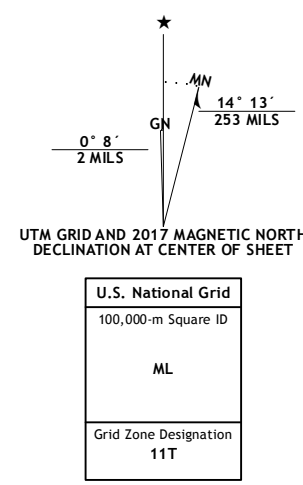 ★
MN
GN
14° 13´
253 MILS
0° 8´
2 MILS
UTM GRID AND 2017 MAGNETIC NORTH
DECLINATION AT CENTER OF SHEET
U.S. National Grid
100,000-m Square ID
ML
Grid Zone Designation
11T